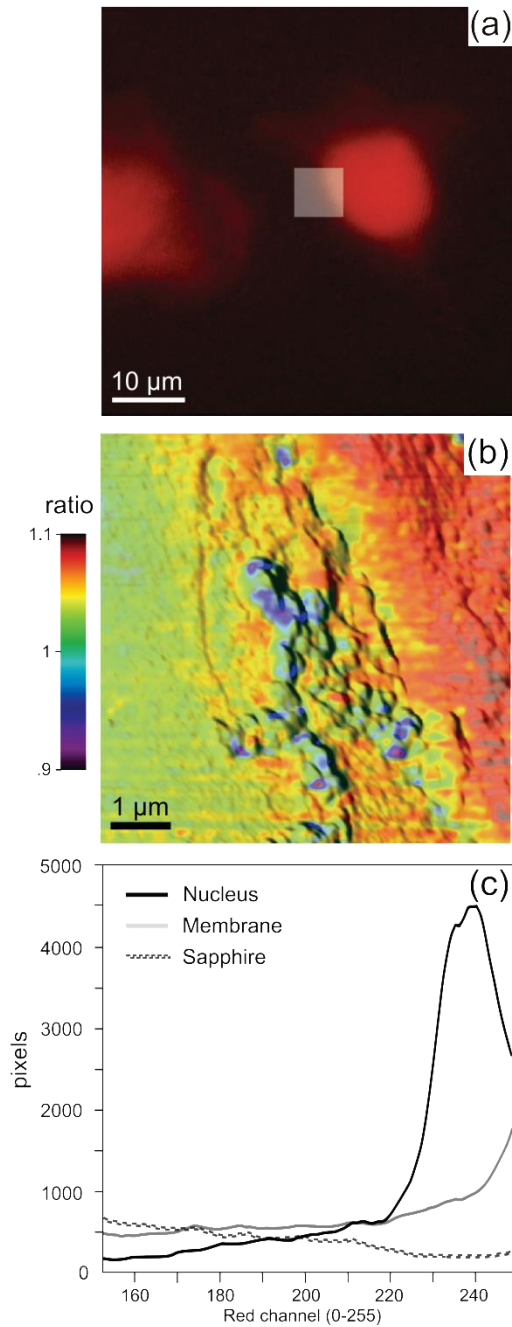 (a)
10 μm
(b)
ratio
1.1
1
.9
1 μm
(c)
5000
4000
3000
2000
1000
0
pixels
Nucleus
Membrane
Sapphire
160 180 200 220 240
Red channel (0-255)